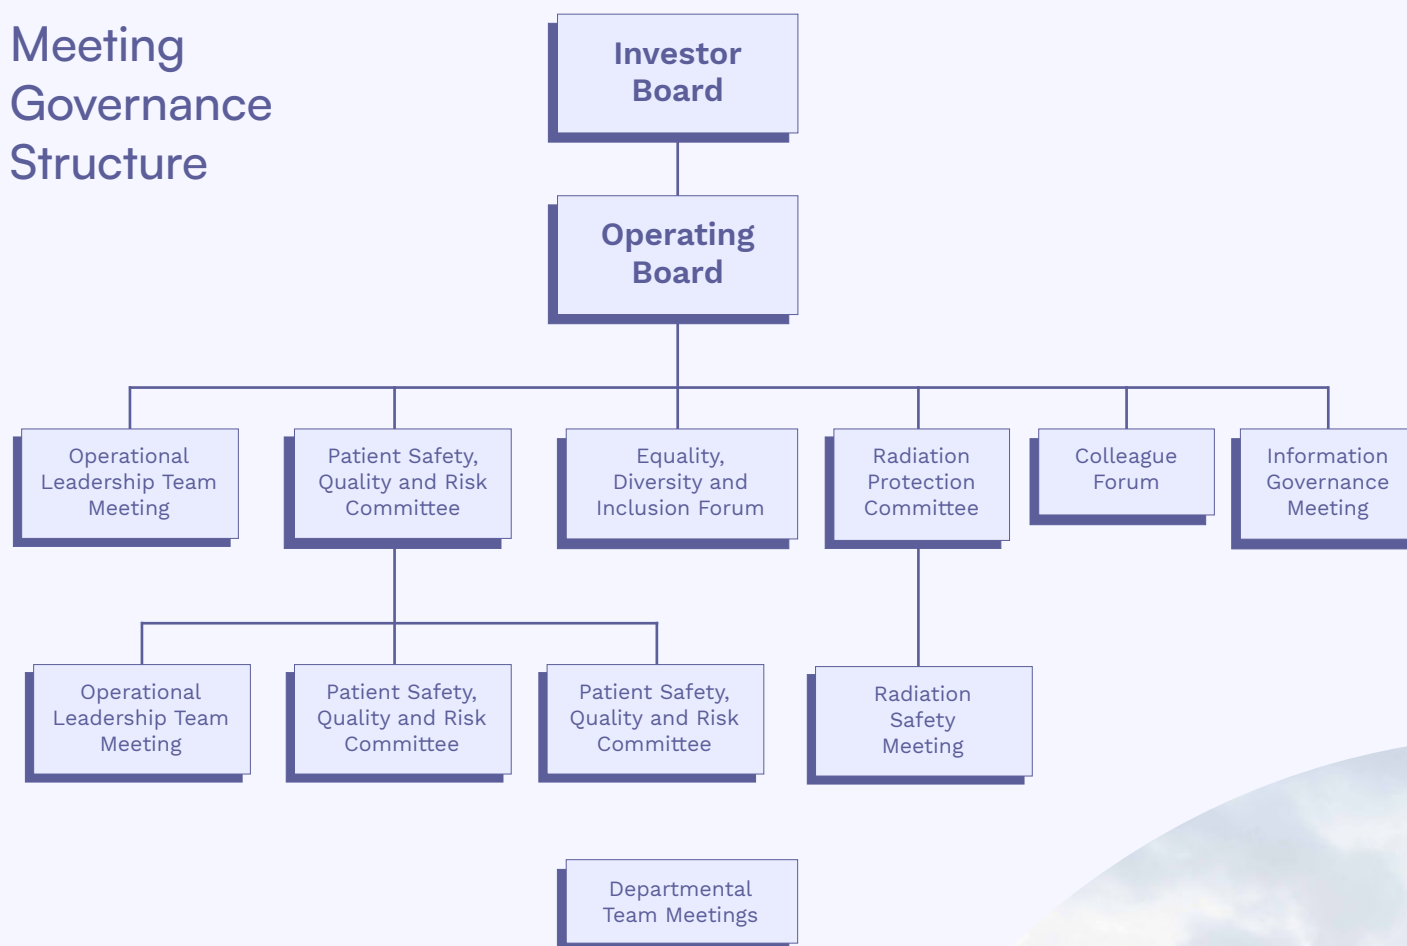 Meeting
Governance
Structure
Investor
Board
Operating
Board
Operational
Leadership Team
Meeting
Patient Safety,
Quality and Risk
Committee
Equality,
Diversity and
Inclusion Forum
Radiation
Protection
Committee
Colleague
Forum
Information
Governance
Meeting
Operational
Leadership Team
Meeting
Patient Safety,
Quality and Risk
Committee
Patient Safety,
Quality and Risk
Committee
Radiation
Safety
Meeting
Departmental
Team Meetings